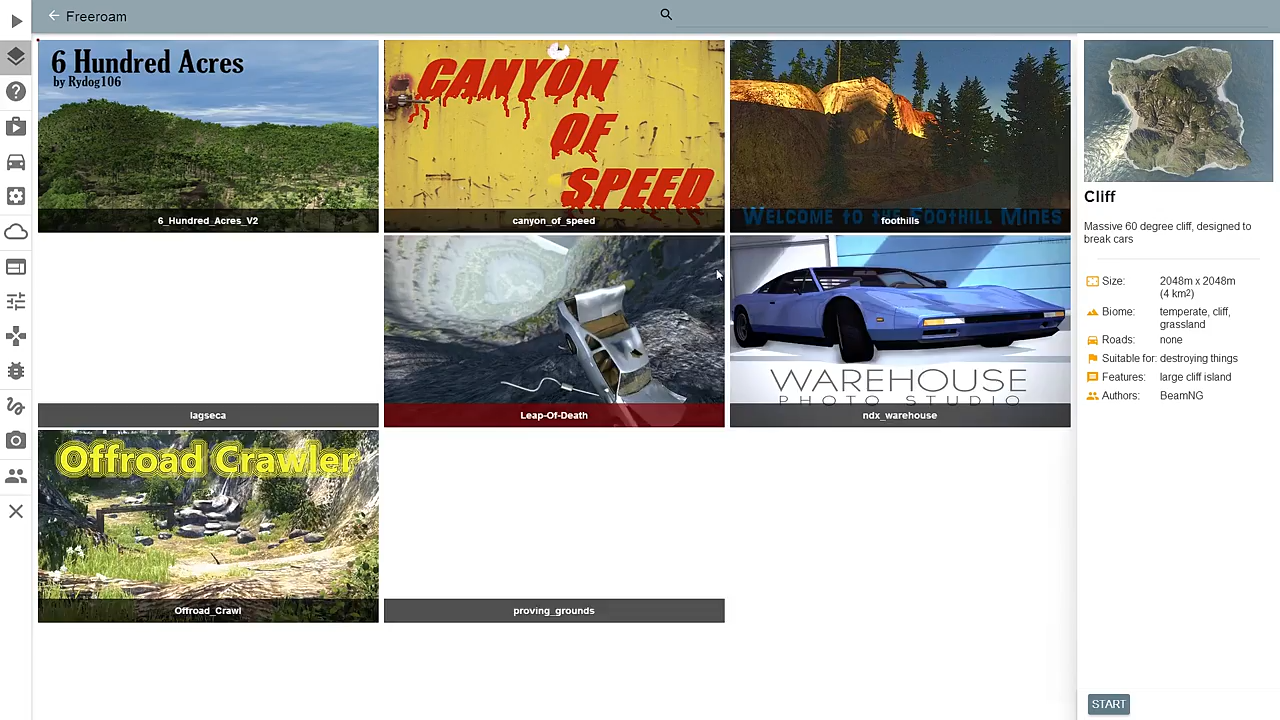 Freeroam
6 Hundred Acres
by Rydog106
6_Hundred_Acres_V2
CANYON
OF
SPEED
canyon_of_speed
WELCOME TO THE FOOTHILL MINES
foothills
lagseca
Leap-Of-Death
WAREHOUSE
PHOTO STUDIO
ndx_warehouse
Offroad Crawler
Offroad_Crawl
proving_grounds
Cliff
Massive 60 degree cliff, designed to
break cars
Size: 2048m x 2048m
(4 km²)
Biome: temperate, cliff,
grassland
Roads: none
Suitable for: destroying things
Features: large cliff island
Authors: BeamNG
START